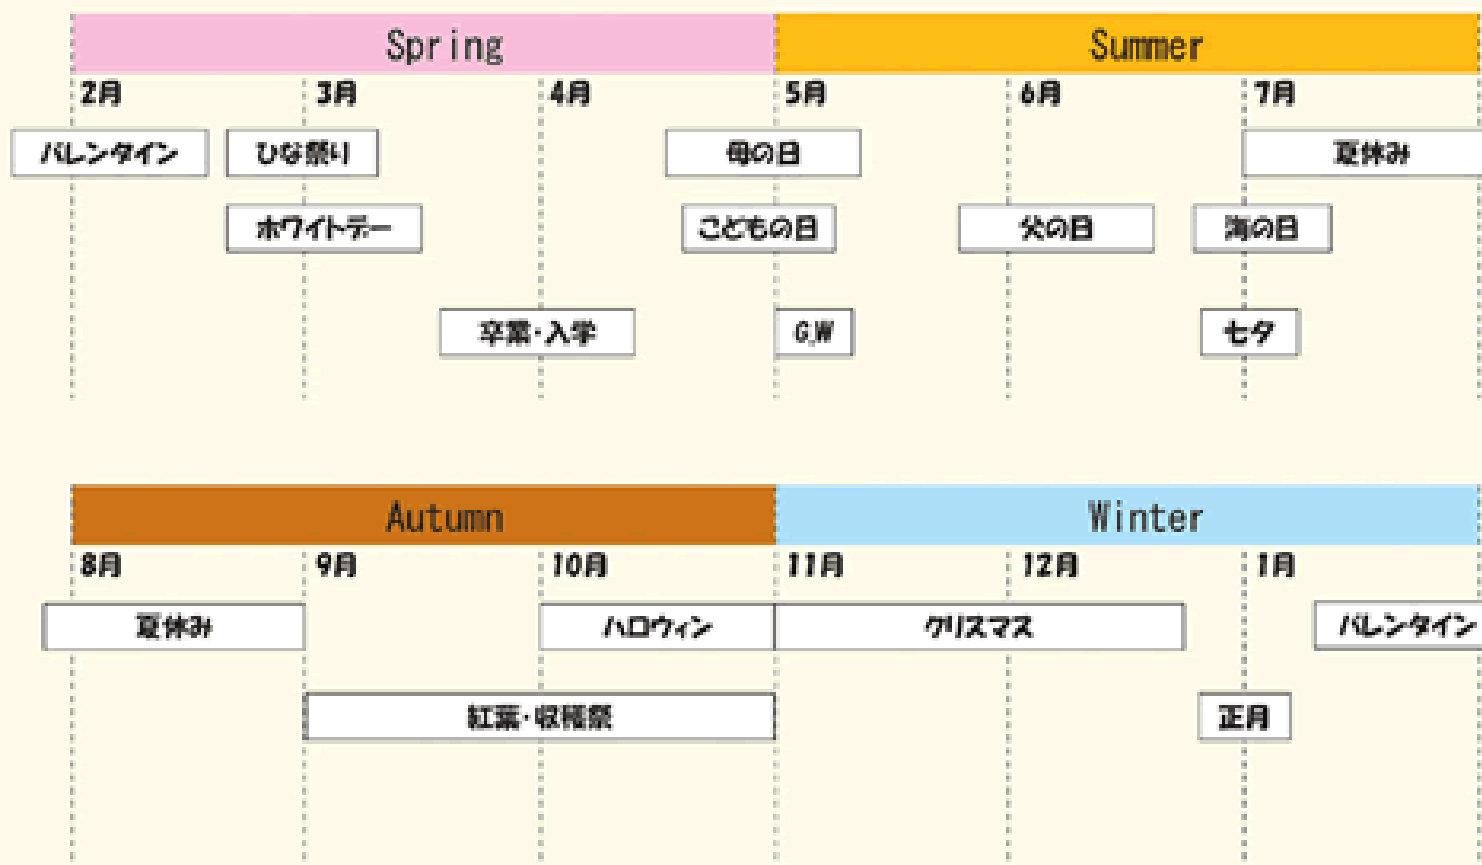 Spring Summer
2月 3月 4月 5月 6月 7月
バレンタイン ひな祭り 母の日 夏休み
ホワイトデー こどもの日 父の日 海の日
卒業・入学 G.W 七夕
Autumn Winter
8月 9月 10月 11月 12月 1月
夏休み ハロウィン クリスマス バレンタイン
紅葉・収穫祭 正月